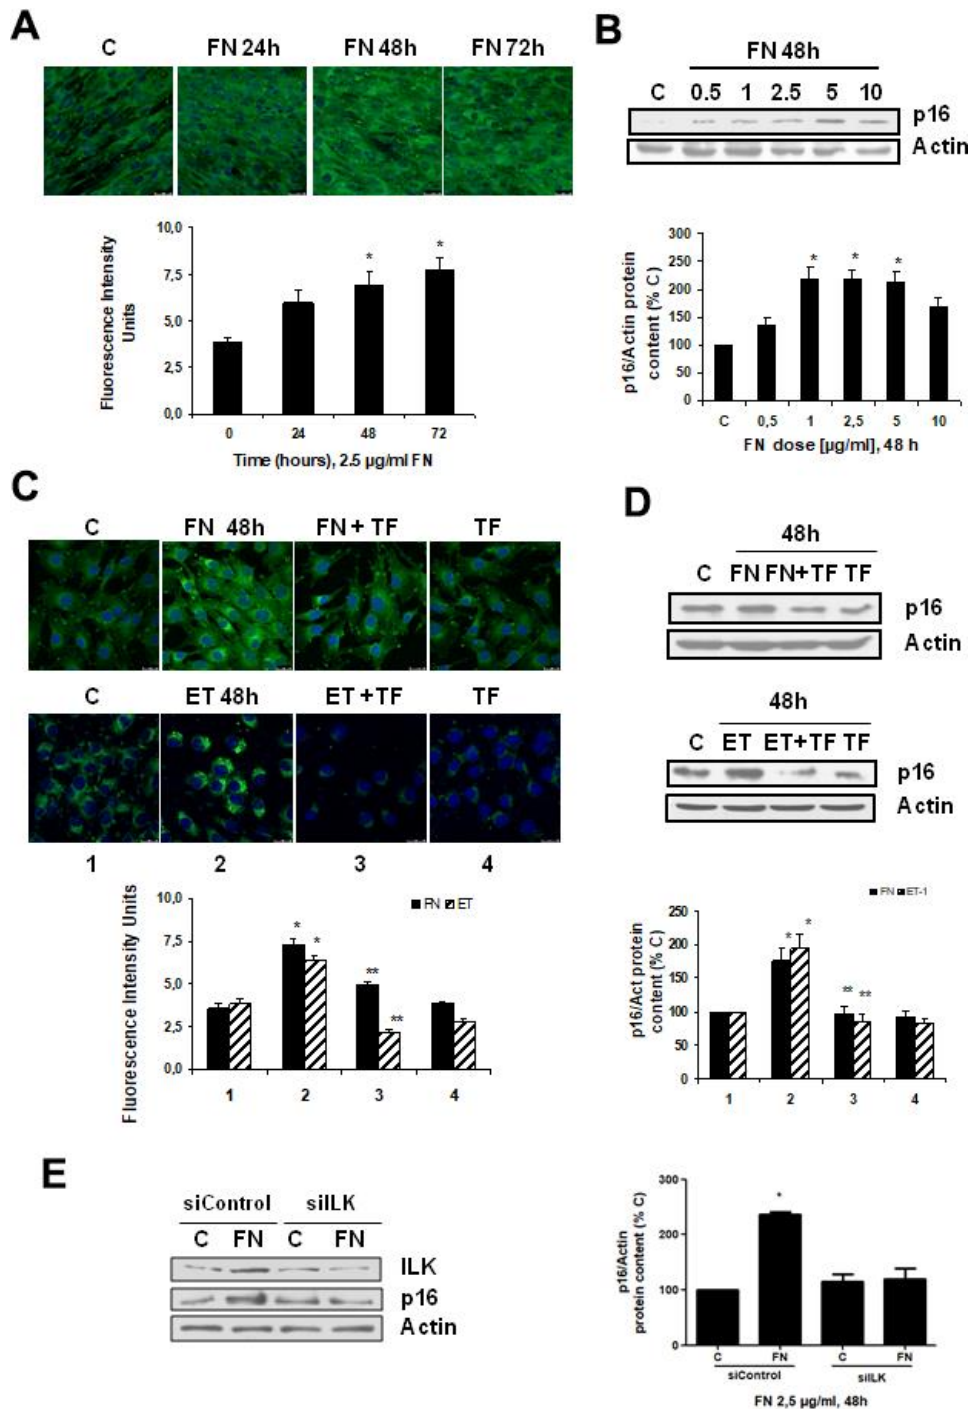 A
C FN 24h FN 48h FN 72h
Fluorescence Intensity
Units
10,0
7,5
5,0
2,5
0,0
* *
0 24 48 72
Time (hours), 2.5 µg/ml FN
B
FN 48h
C 0.5 1 2.5 5 10
p16
Actin
p16/Actin protein
content (% C)
300
250
200
150
100
50
0
* * *
C 0,5 1 2,5 5 10
FN dose [µg/ml], 48 h
C
C FN 48h FN + TF TF
C ET 48h ET +TF TF
1 2 3 4
Fluorescence Intensity Units
10,0
7,5
5,0
2,5
0,0
FN ET
* * ** **
1 2 3 4
D
48h
C FN FN+TF TF
p16
Actin
48h
C ET ET+TF TF
p16
Actin
FN ET-1
p16/Act protein
content (% C)
250
200
150
100
50
0
* * ** **
1 2 3 4
E
siControl siILK
C FN C FN
ILK
p16
Actin
p16/Actin
protein content (% C)
300
200
100
0
*
C FN C FN
siControl siILK
FN 2,5 µg/ml, 48h